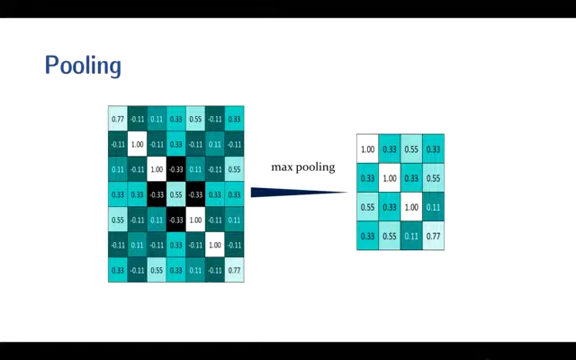 Pooling
0.77 -0.11 0.11 0.33 0.55 -0.11 0.33
-0.11 1.00 -0.11 0.33 -0.11 0.11 -0.11
0.11 -0.11 1.00 -0.33 0.11 -0.11 0.55
0.33 0.33 -0.33 0.55 -0.33 0.33 0.33
0.55 -0.11 0.11 -0.33 1.00 -0.11 0.11
-0.11 0.11 -0.11 0.33 -0.11 1.00 -0.11
0.33 -0.11 0.55 0.33 0.11 -0.11 0.77
max pooling
1.00 0.33 0.55 0.33
0.33 1.00 0.33 0.55
0.55 0.33 1.00 0.11
0.33 0.55 0.11 0.77